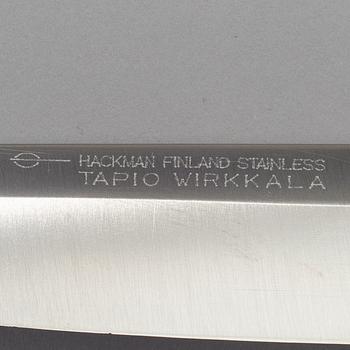 HACKMAN FINLAND STAINLESS
TAPIO WIRKKALA